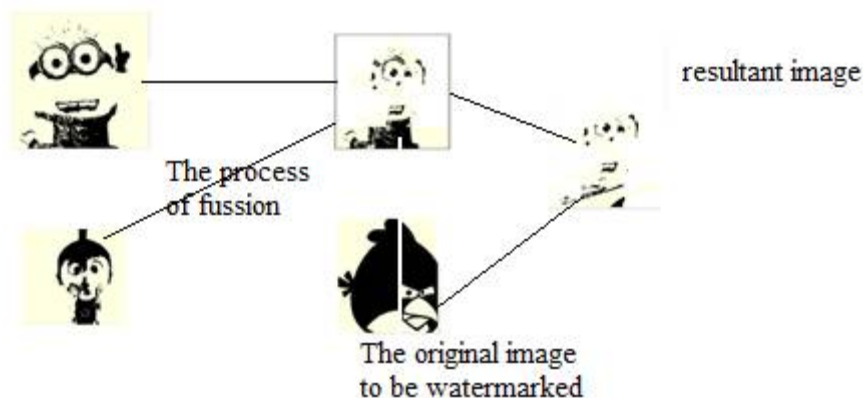 resultant image
The process
of fussion
The original image
to be watermarked